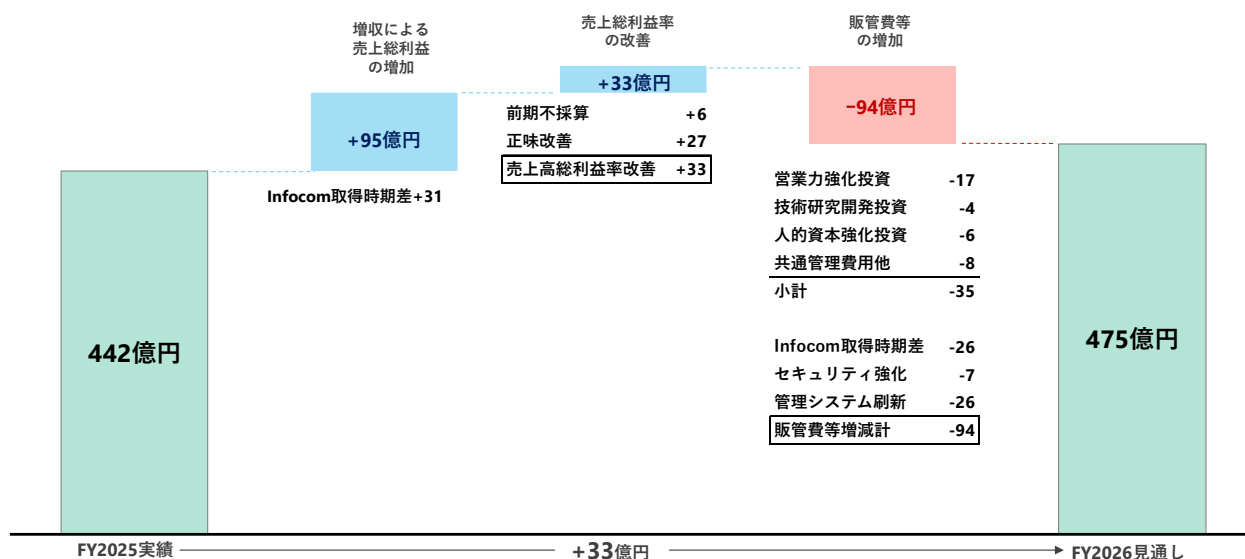 増収による
売上総利益
の増加
売上総利益率
の改善
販管費等
の増加
+95億円
+33億円
-94億円
Infocom取得時期差+31
前期不採算 +6
正味改善 +27
売上高総利益率改善 +33
営業力強化投資 -17
技術研究開発投資 -4
人的資本強化投資 -6
共通管理費用他 -8
小計 -35
Infocom取得時期差 -26
セキュリティ強化 -7
管理システム刷新 -26
販管費等増減計 -94
442億円
475億円
FY2025実績
+33億円
FY2026見通し